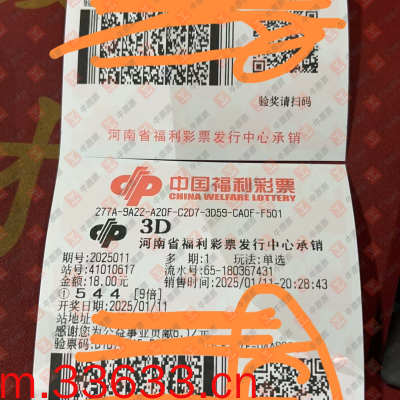 验奖请扫码
河南省福利彩票发行中心承销
中国福利彩票
CHINA WELFARE LOTTERY
277A-9A22-A20F-C2D7-3D59-CA0F-F501
3D
河南省福利彩票发行中心承销
期号:2025011 多 期:1 玩法:单选
站号:41010617 流水号:65-180367431
金额:18.00元 销售时间:2025/01/11-20:28:43
① 5 4 4 [9倍]
开奖日期:2025/01/11
站地址:
感谢您为公益事业贡献6.12元
验票码:
m.33633.cn